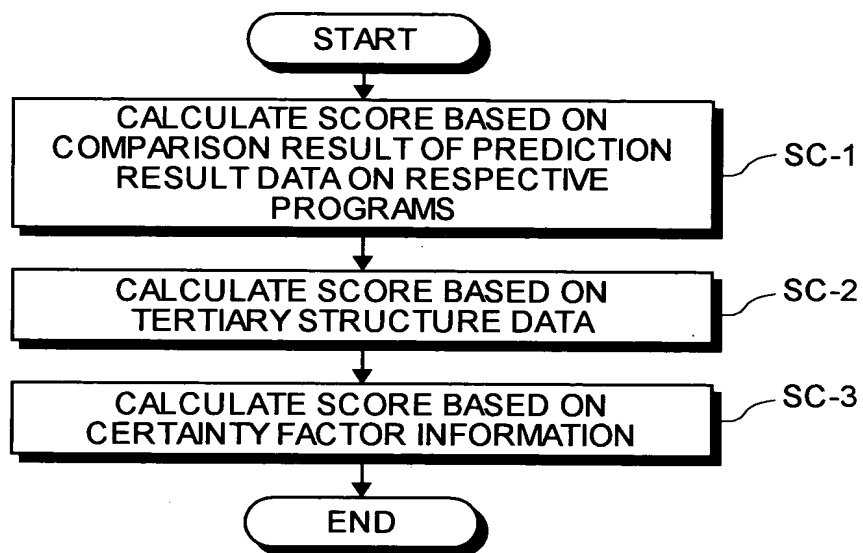 START
CALCULATE SCORE BASED ON
COMPARISON RESULT OF PREDICTION
RESULT DATA ON RESPECTIVE
PROGRAMS
SC-1
CALCULATE SCORE BASED ON
TERTIARY STRUCTURE DATA
SC-2
CALCULATE SCORE BASED ON
CERTAINTY FACTOR INFORMATION
SC-3
END